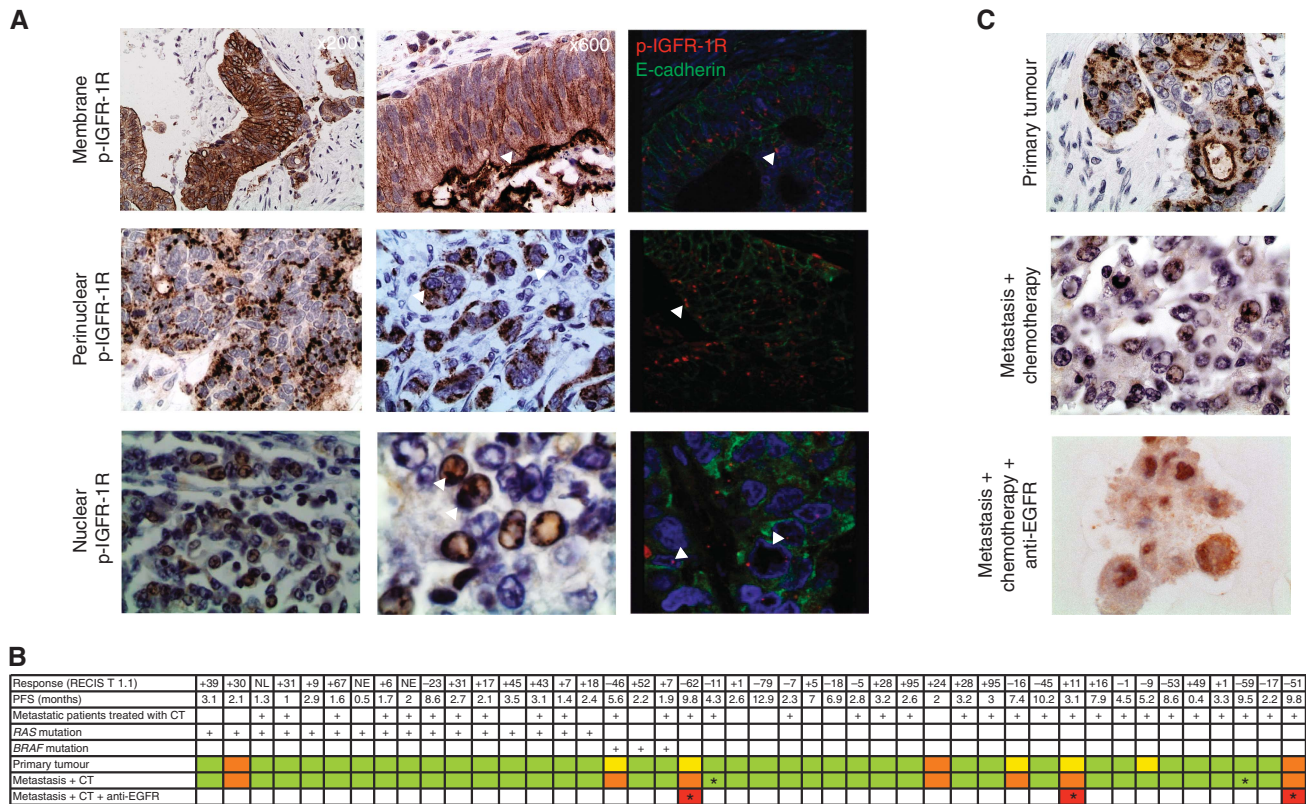 A
C
Membrane
p-IGFR-1R
x200
x600
p-IGFR-1R
E-cadherin
Perinuclear
p-IGFR-1R
Nuclear
p-IGFR-1R
Primary tumour
Metastasis +
chemotherapy
Metastasis +
chemotherapy +
anti-EGFR
B
Response (RECIS T 1.1) +39 +30 NL +31 +9 +67 NE +6 NE −23 +31 +17 +45 +43 +7 +18 −46 +52 +7 −62 −11 +1 −79 −7 +5 −18 −5 +28 +95 +24 +28 +95 −16 −45 +11 +16 −1 −9 −53 +49 +1 −59 −17 −51
PFS (months) 3.1 2.1 1.3 1 2.9 1.6 0.5 1.7 2 8.6 2.7 2.1 3.5 3.1 1.4 2.4 5.6 2.2 1.9 9.8 4.3 2.6 12.9 2.3 7 6.9 2.8 3.2 2.6 2 3.2 3 7.4 10.2 3.1 7.9 4.5 5.2 8.6 0.4 3.3 9.5 2.2 9.8
Metastatic patients treated with CT + + + + + + + + + + + + + + + + + + + + + + + + + + + + + + + +
RAS mutation + + + + + + + + + + + + + + + +
BRAF mutation + + +
Primary tumour
Metastasis + CT * *
Metastasis + CT + anti-EGFR * * *